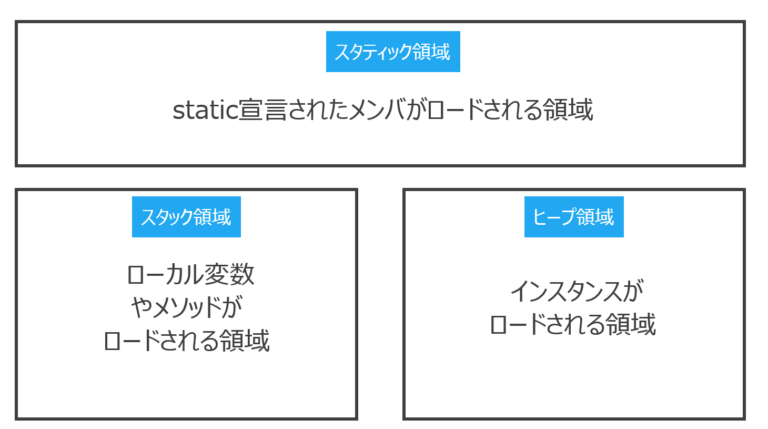 スタティック領域
static宣言されたメンバがロードされる領域
スタック領域
ローカル変数
やメソッドが
ロードされる領域
ヒープ領域
インスタンスが
ロードされる領域